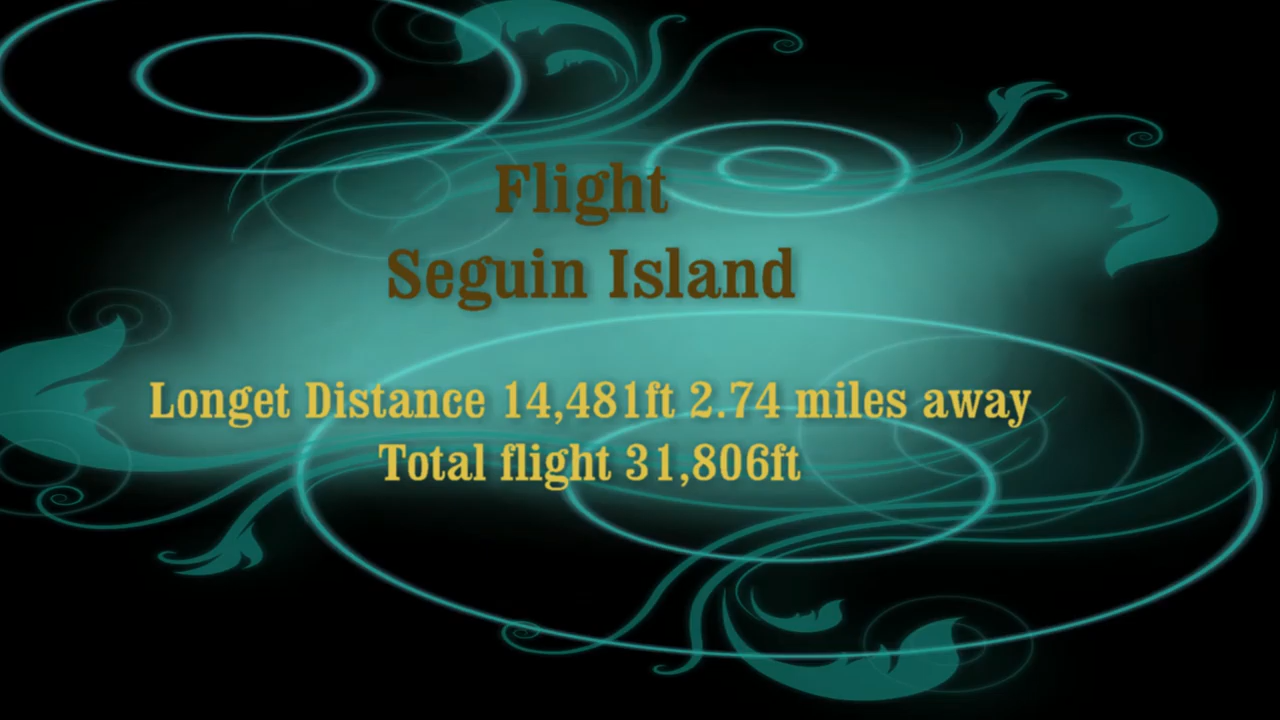 Flight
Seguin Island
Longet Distance 14,481ft 2.74 miles away
Total flight 31,806ft